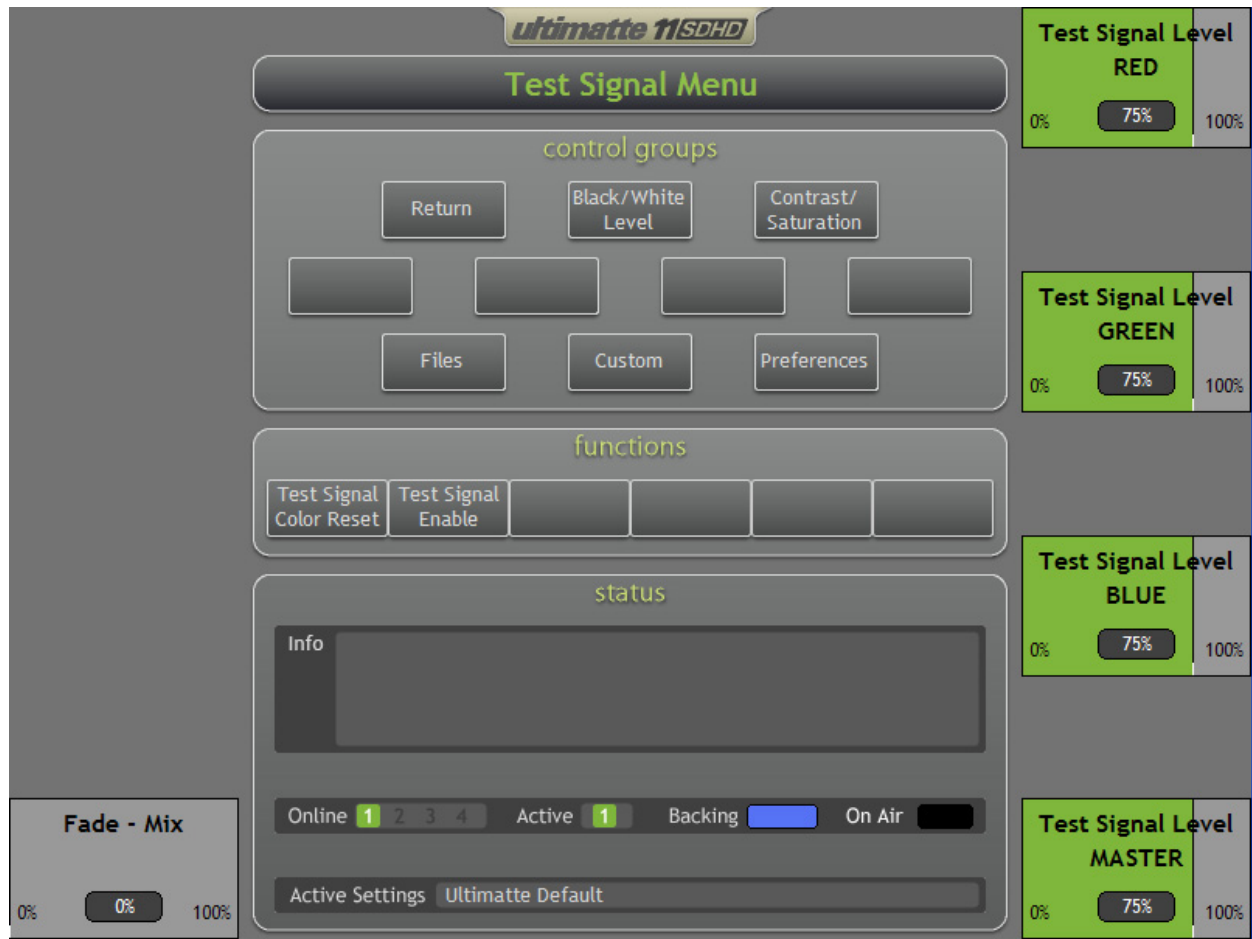 ultimatte 11 SDHD
Test Signal Menu
control groups
Return
Black/White
Level
Contrast/
Saturation
Files
Custom
Preferences
functions
Test Signal
Color Reset
Test Signal
Enable
status
Info
Online 1 2 3 4 Active 1 Backing On Air
Active Settings Ultimatte Default
Fade - Mix
0% 0% 100%
Test Signal Level
RED
0% 75% 100%
Test Signal Level
GREEN
0% 75% 100%
Test Signal Level
BLUE
0% 75% 100%
Test Signal Level
MASTER
0% 75% 100%